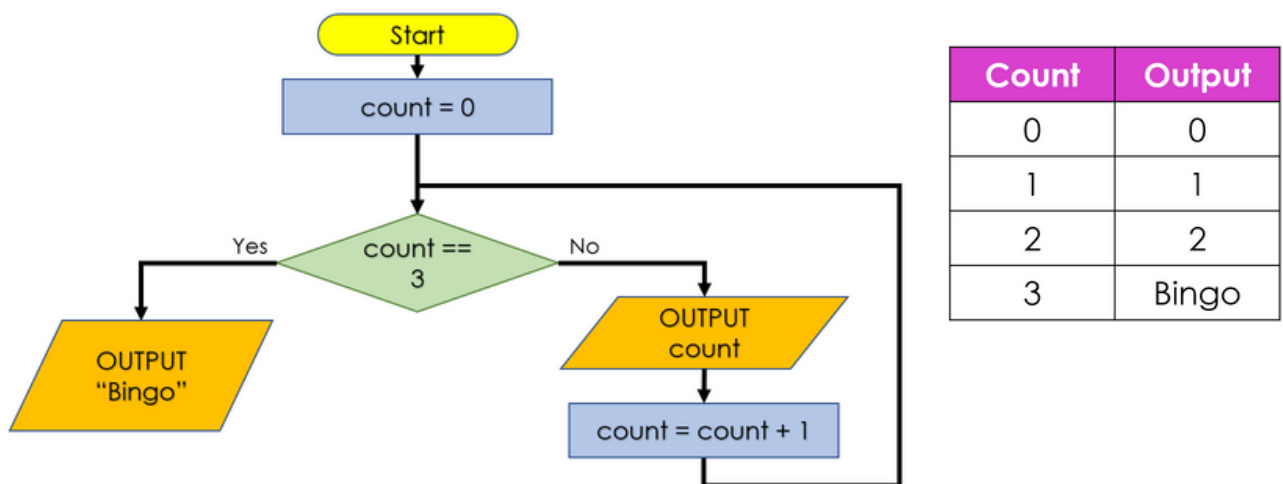 Start
count = 0
count ==
3
Yes
No
OUTPUT
“Bingo”
OUTPUT
count
count = count + 1
Count Output
0 0
1 1
2 2
3 Bingo